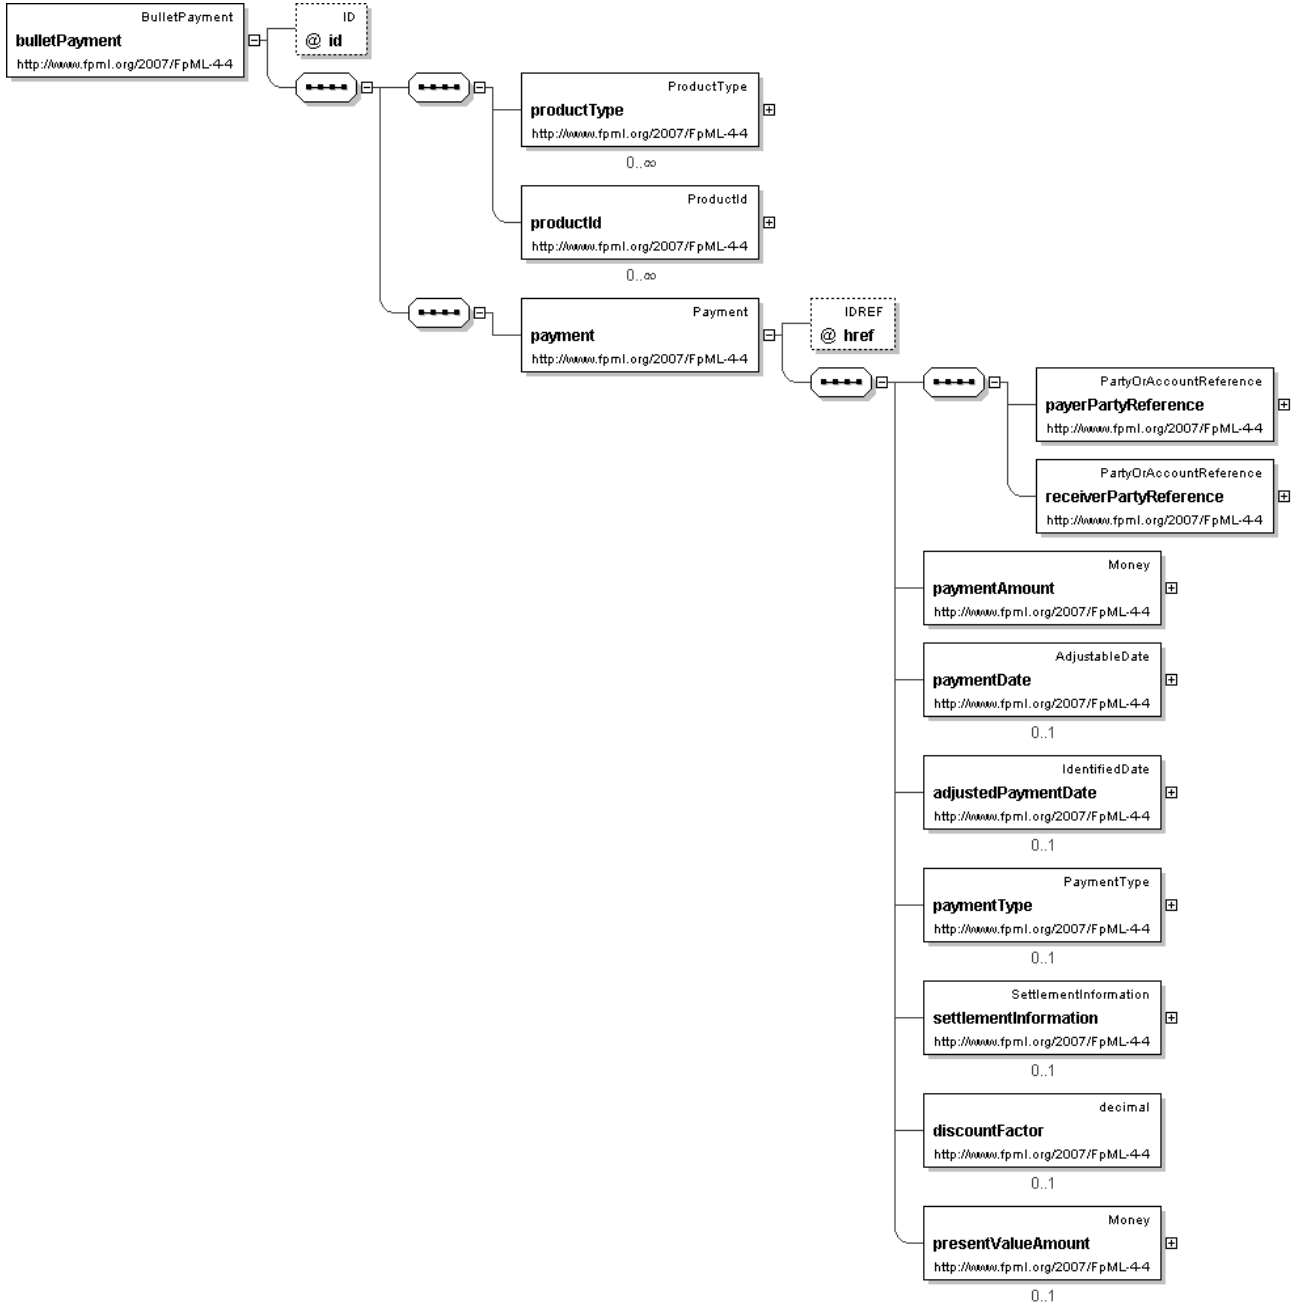 BulletPayment
bulletPayment
http://www.fpml.org/2007/FpML-4-4
ID
@ id
ProductType
productType
http://www.fpml.org/2007/FpML-4-4
0..∞
ProductId
productId
http://www.fpml.org/2007/FpML-4-4
0..∞
Payment
payment
http://www.fpml.org/2007/FpML-4-4
IDREF
@ href
PartyOrAccountReference
payerPartyReference
http://www.fpml.org/2007/FpML-4-4
PartyOrAccountReference
receiverPartyReference
http://www.fpml.org/2007/FpML-4-4
Money
paymentAmount
http://www.fpml.org/2007/FpML-4-4
AdjustableDate
paymentDate
http://www.fpml.org/2007/FpML-4-4
0..1
IdentifiedDate
adjustedPaymentDate
http://www.fpml.org/2007/FpML-4-4
0..1
PaymentType
paymentType
http://www.fpml.org/2007/FpML-4-4
0..1
SettlementInformation
settlementInformation
http://www.fpml.org/2007/FpML-4-4
0..1
decimal
discountFactor
http://www.fpml.org/2007/FpML-4-4
0..1
Money
presentValueAmount
http://www.fpml.org/2007/FpML-4-4
0..1